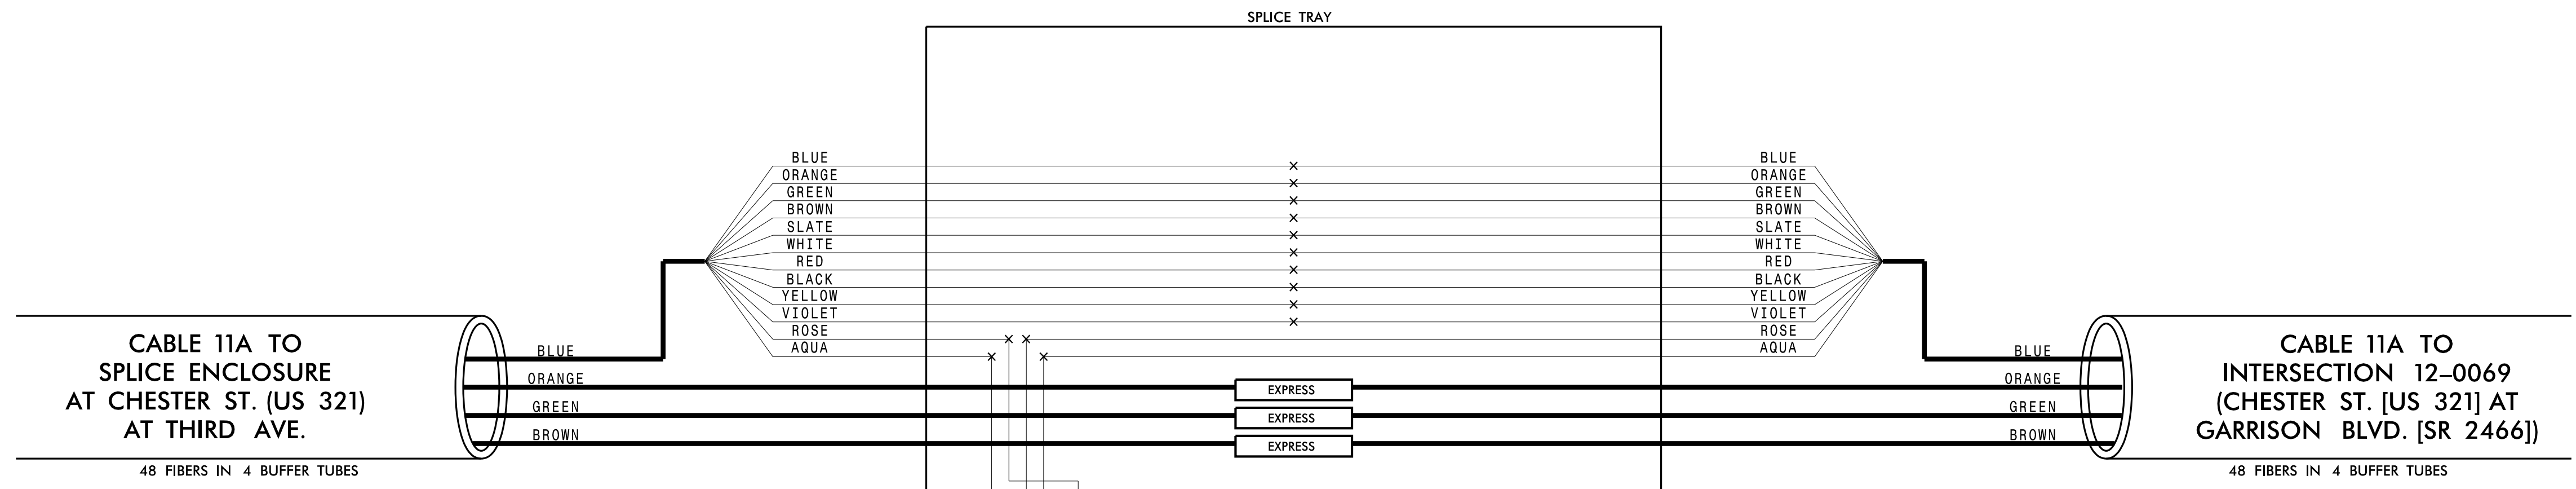 SPLICE TRAY
BLUE
ORANGE
GREEN
BROWN
SLATE
WHITE
RED
BLACK
YELLOW
VIOLET
ROSE
AQUA
BLUE
ORANGE
GREEN
BROWN
SLATE
WHITE
RED
BLACK
YELLOW
VIOLET
ROSE
AQUA
CABLE 11A TO
SPLICE ENCLOSURE
AT CHESTER ST. (US 321)
AT THIRD AVE.
48 FIBERS IN 4 BUFFER TUBES
BLUE
ORANGE
GREEN
BROWN
EXPRESS
EXPRESS
EXPRESS
BLUE
ORANGE
GREEN
BROWN
CABLE 11A TO
INTERSECTION 12–0069
(CHESTER ST. [US 321] AT
GARRISON BLVD. [SR 2466])
48 FIBERS IN 4 BUFFER TUBES